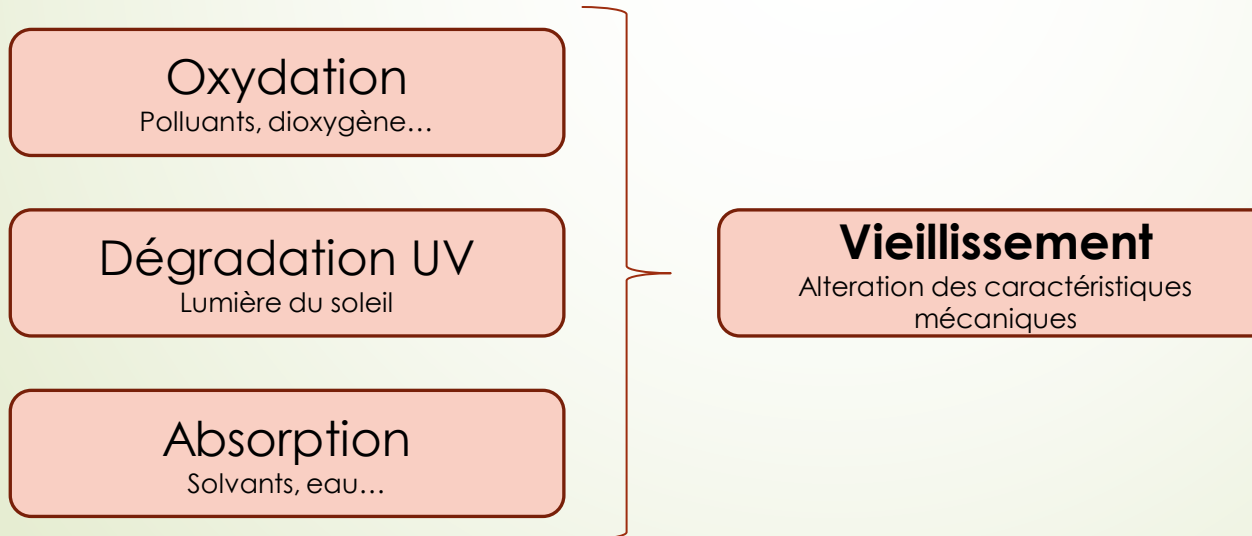 Oxydation
Polluants, dioxygène…
Dégradation UV
Lumière du soleil
Absorption
Solvants, eau…
Vieillissement
Alteration des caractéristiques
mécaniques